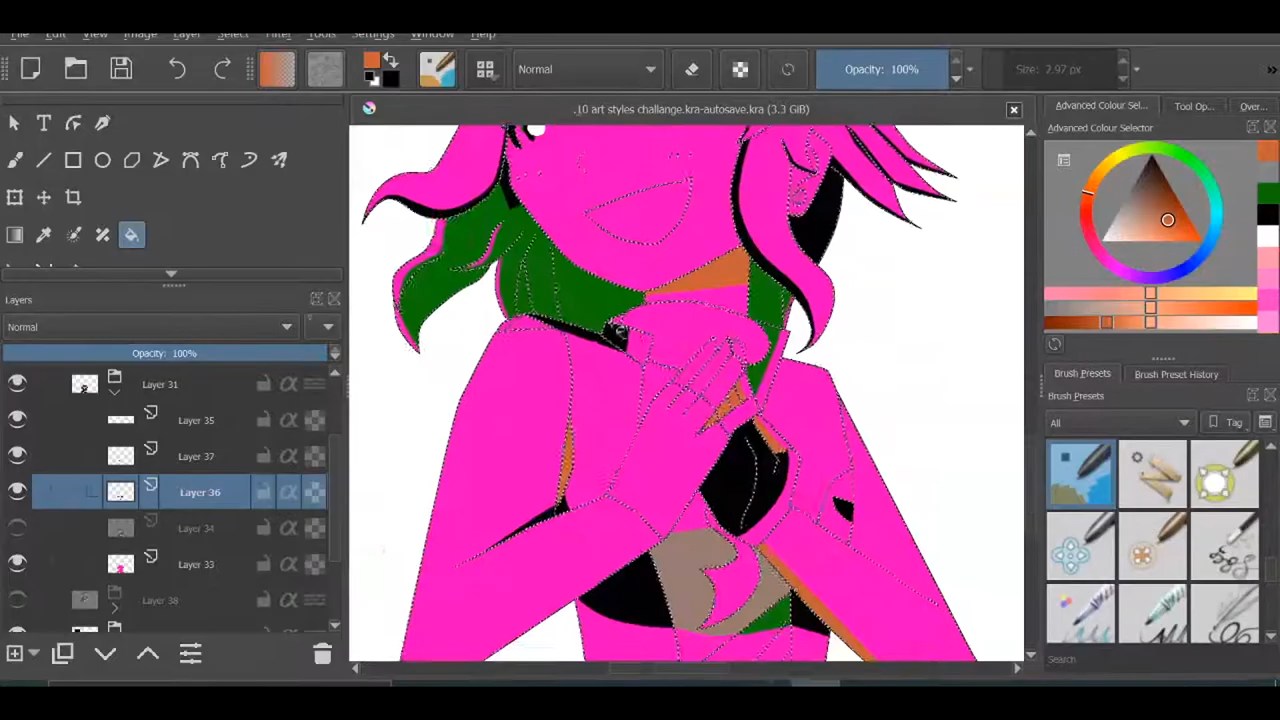 File Edit View Image Layer Select Filter Tools Settings Window Help
Normal
Opacity: 100%
Size: 2.97 px
.10 art styles challange.kra-autosave.kra (3.3 GiB)
Advanced Colour Sel...
Tool Op...
Over...
Advanced Colour Selector
Layers
Normal
Opacity: 100%
Layer 31
Layer 35
Layer 37
Layer 36
Layer 34
Layer 33
Layer 38
Brush Presets
Brush Preset History
Brush Presets
All
Tag
Search